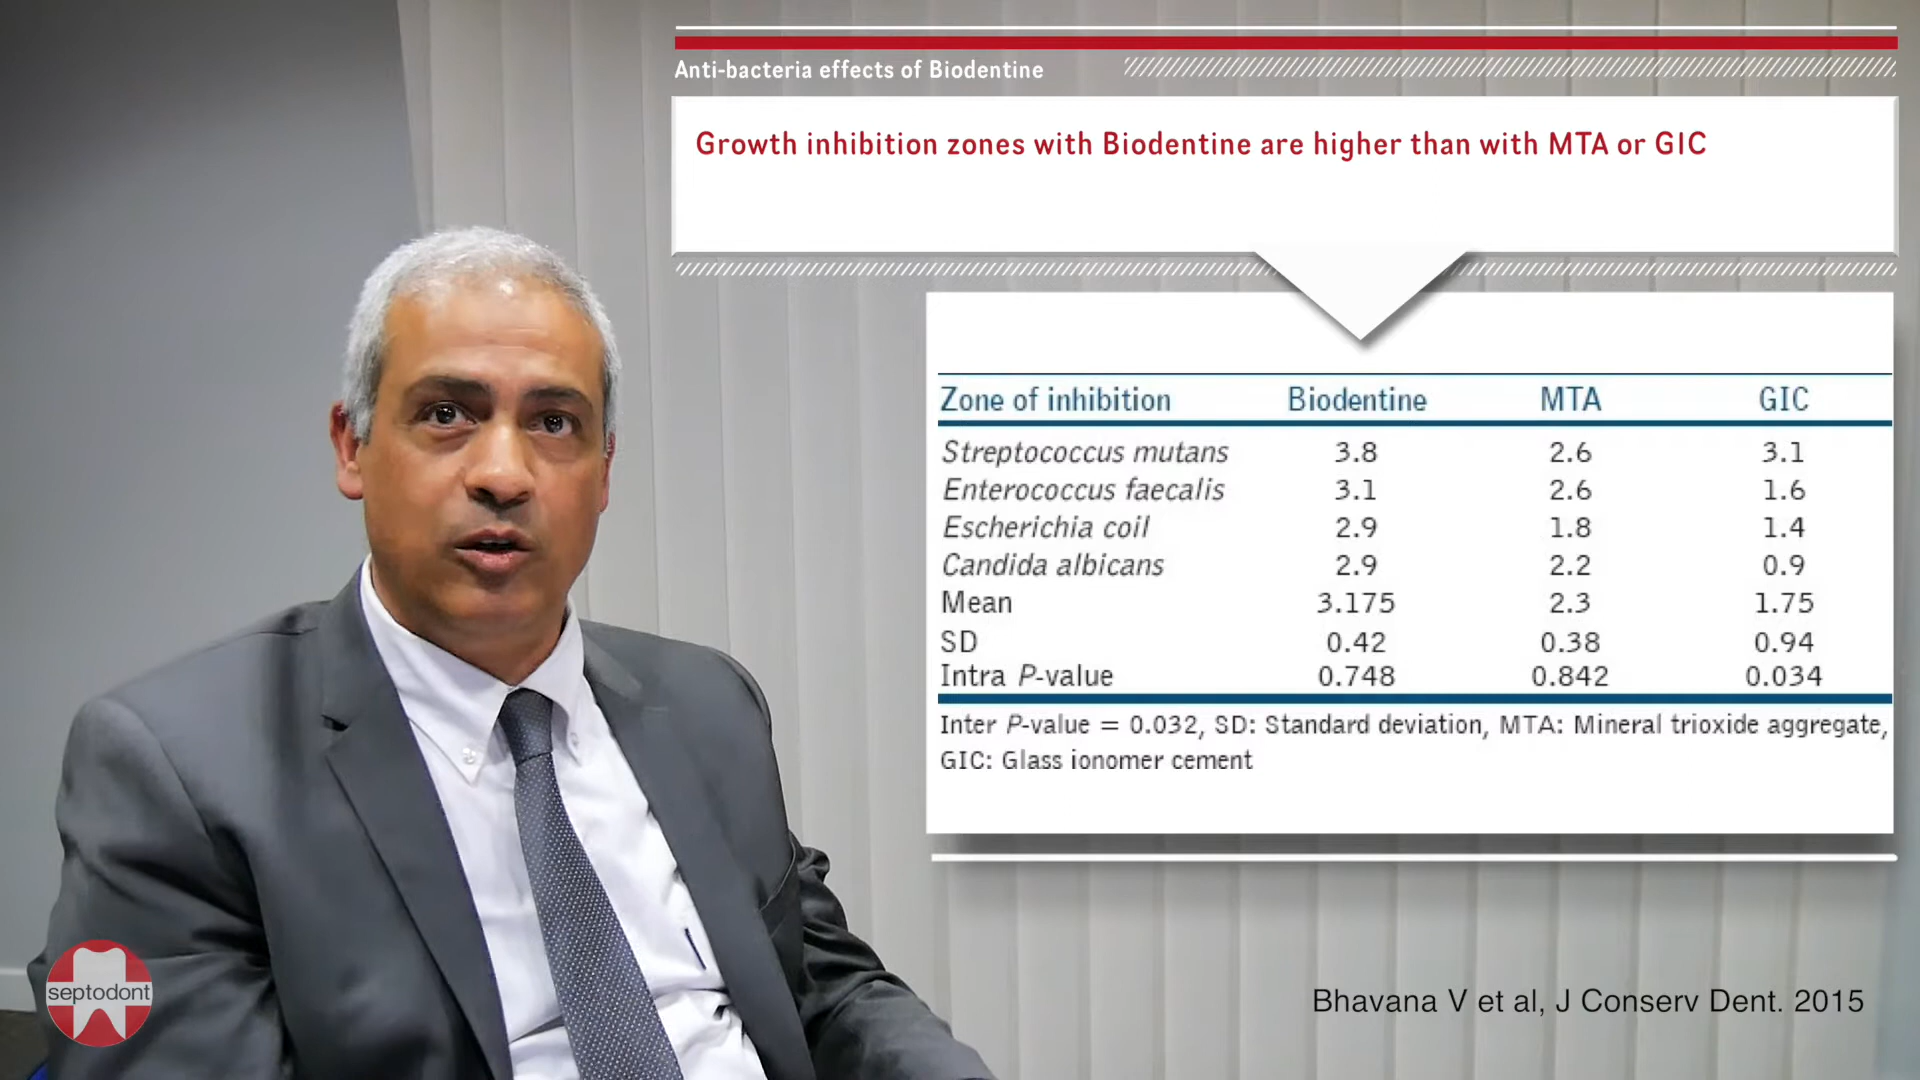 Anti-bacteria effects of Biodentine
Growth inhibition zones with Biodentine are higher than with MTA or GIC
Zone of inhibition Biodentine MTA GIC
Streptococcus mutans 3.8 2.6 3.1
Enterococcus faecalis 3.1 2.6 1.6
Escherichia coil 2.9 1.8 1.4
Candida albicans 2.9 2.2 0.9
Mean 3.175 2.3 1.75
SD 0.42 0.38 0.94
Intra P-value 0.748 0.842 0.034
Inter P-value = 0.032, SD: Standard deviation, MTA: Mineral trioxide aggregate,
GIC: Glass ionomer cement
septodont
Bhavana V et al, J Conserv Dent. 2015